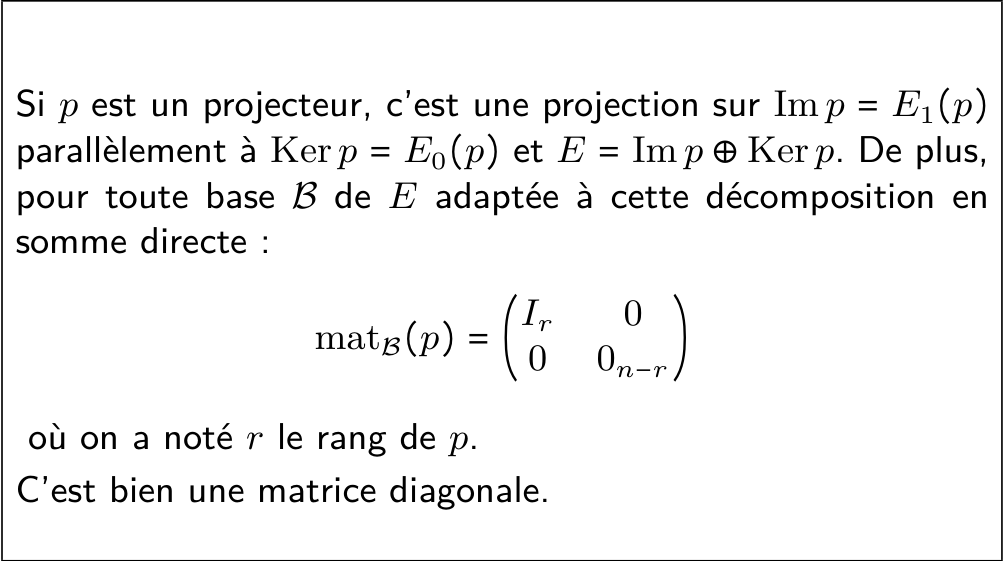 Si p est un projecteur, c'est une projection sur Im p = E₁(p)
parallèlement à Ker p = E₀(p) et E = Im p ⊕ Ker p. De plus,
pour toute base ℬ de E adaptée à cette décomposition en
somme directe :
mat_ℬ(p) = (I_r 0
0 0_{n−r})
où on a noté r le rang de p.
C'est bien une matrice diagonale.